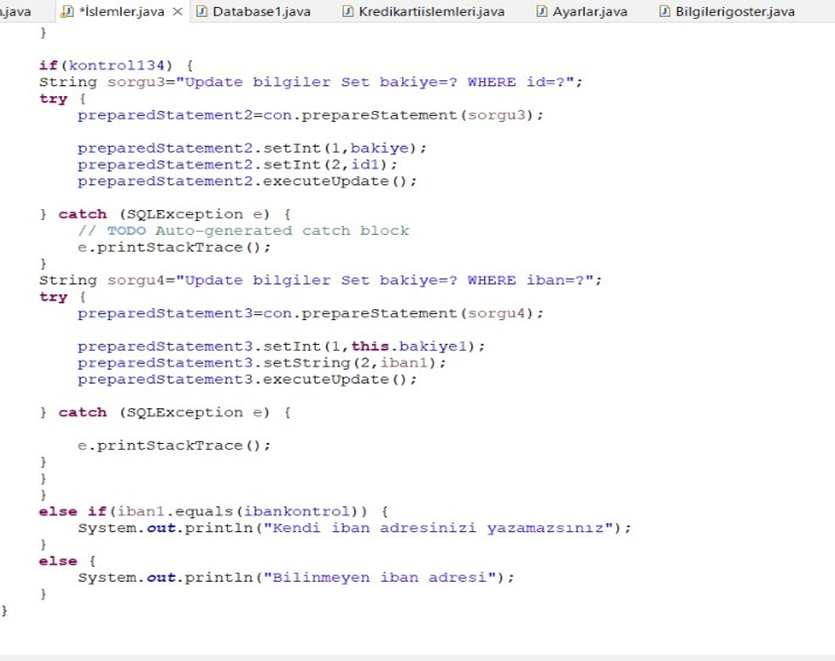 .java *İslemler.java Database1.java Kredikartiislemleri.java Ayarlar.java Bilgilerigoster.java
}
if(kontrol134) {
String sorgu3="Update bilgiler Set bakiye=? WHERE id=?";
try {
preparedStatement2=con.prepareStatement(sorgu3);
preparedStatement2.setInt(1,bakiye);
preparedStatement2.setInt(2,id1);
preparedStatement2.executeUpdate();
} catch (SQLException e) {
// TODO Auto-generated catch block
e.printStackTrace();
}
String sorgu4="Update bilgiler Set bakiye=? WHERE iban=?";
try {
preparedStatement3=con.prepareStatement(sorgu4);
preparedStatement3.setInt(1,this.bakiye1);
preparedStatement3.setString(2,iban1);
preparedStatement3.executeUpdate();
} catch (SQLException e) {
e.printStackTrace();
}
}
}
else if(iban1.equals(ibankontrol)) {
System.out.println("Kendi iban adresinizi yazamazsınız");
}
else {
System.out.println("Bilinmeyen iban adresi");
}
}